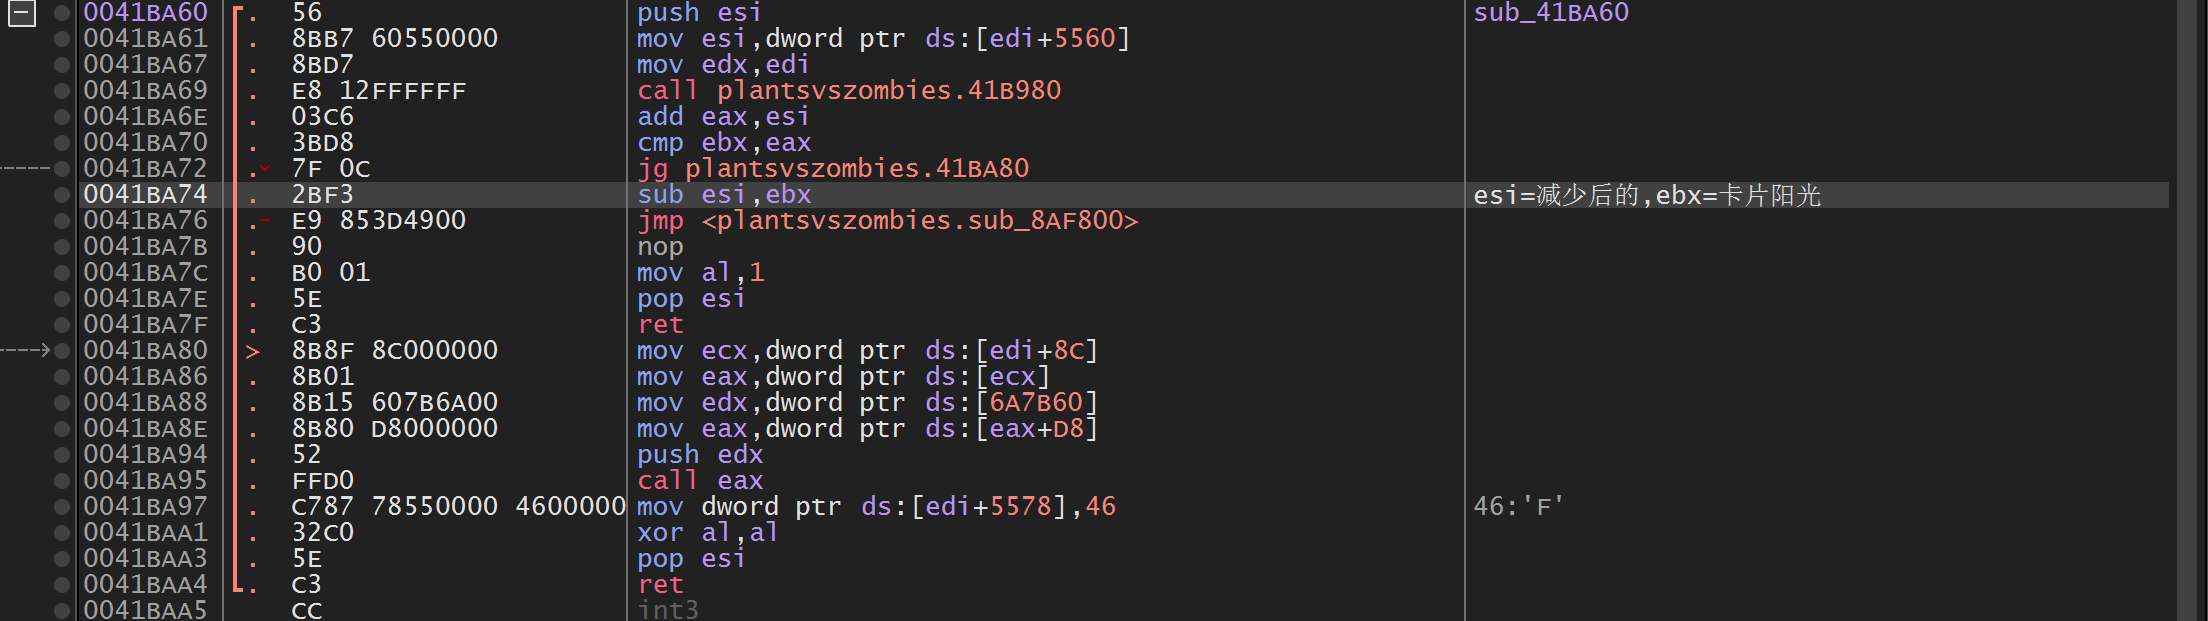 0041BA60 . 56 push esi sub_41BA60
0041BA61 . 8BB7 60550000 mov esi,dword ptr ds:[edi+5560]
0041BA67 . 8BD7 mov edx,edi
0041BA69 . E8 12FFFFFF call plantsvszombies.41B980
0041BA6E . 03C6 add eax,esi
0041BA70 . 3BD8 cmp ebx,eax
0041BA72 . 7F 0C jg plantsvszombies.41BA80
0041BA74 . 2BF3 sub esi,ebx esi=减少后的,ebx=卡片阳光
0041BA76 . E9 853D4900 jmp <plantsvszombies.sub_8AF800>
0041BA7B . 90 nop
0041BA7C . B0 01 mov al,1
0041BA7E . 5E pop esi
0041BA7F . C3 ret
0041BA80 > 8B8F 8C000000 mov ecx,dword ptr ds:[edi+8C]
0041BA86 . 8B01 mov eax,dword ptr ds:[ecx]
0041BA88 . 8B15 607B6A00 mov edx,dword ptr ds:[6A7B60]
0041BA8E . 8B80 D8000000 mov eax,dword ptr ds:[eax+D8]
0041BA94 . 52 push edx
0041BA95 . FFD0 call eax
0041BA97 . C787 78550000 4600000 mov dword ptr ds:[edi+5578],46 46:'F'
0041BAA1 . 32C0 xor al,al
0041BAA3 . 5E pop esi
0041BAA4 . C3 ret
0041BAA5 CC int3